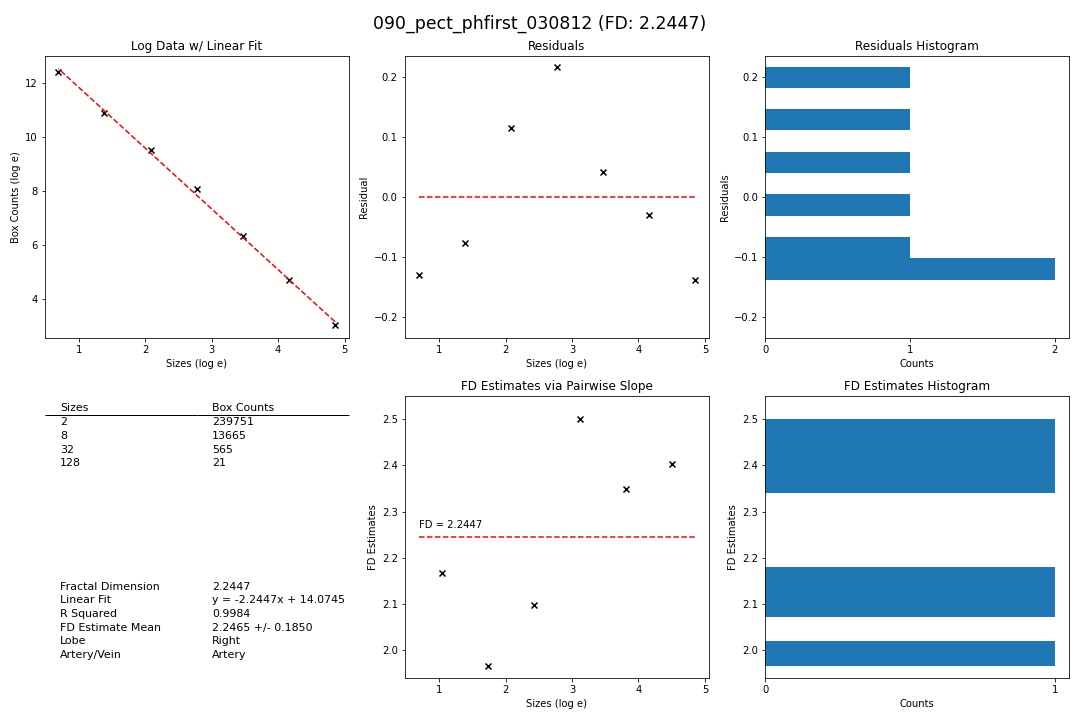 090_pect_phfirst_030812 (FD: 2.2447)
Log Data w/ Linear Fit
12
10
8
6
4
Box Counts (log e)
1 2 3 4 5
Sizes (log e)
Residuals
0.2
0.1
0.0
−0.1
−0.2
Residual
1 2 3 4 5
Sizes (log e)
Residuals Histogram
0.2
0.1
0.0
−0.1
−0.2
Residuals
0 1 2
Counts
Sizes Box Counts
2 239751
8 13665
32 565
128 21
Fractal Dimension 2.2447
Linear Fit y = -2.2447x + 14.0745
R Squared 0.9984
FD Estimate Mean 2.2465 +/- 0.1850
Lobe Right
Artery/Vein Artery
FD Estimates via Pairwise Slope
2.5
2.4
2.3
2.2
2.1
2.0
FD Estimates
FD = 2.2447
1 2 3 4 5
Sizes (log e)
FD Estimates Histogram
2.5
2.4
2.3
2.2
2.1
2.0
FD Estimates
0 1
Counts